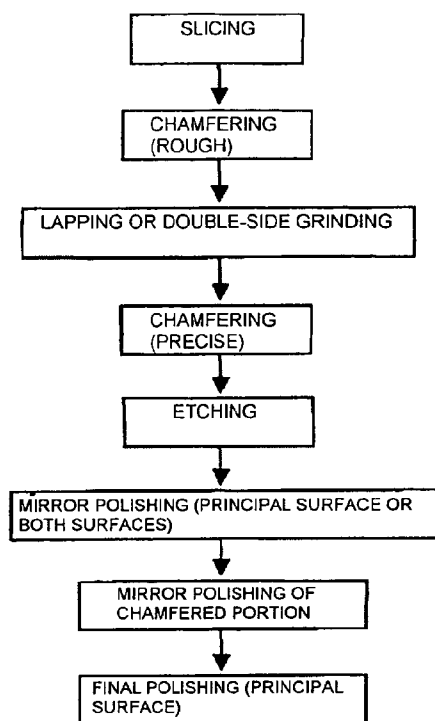 SLICING
CHAMFERING
(ROUGH)
LAPPING OR DOUBLE-SIDE GRINDING
CHAMFERING
(PRECISE)
ETCHING
MIRROR POLISHING (PRINCIPAL SURFACE OR
BOTH SURFACES)
MIRROR POLISHING OF
CHAMFERED PORTION
FINAL POLISHING (PRINCIPAL
SURFACE)